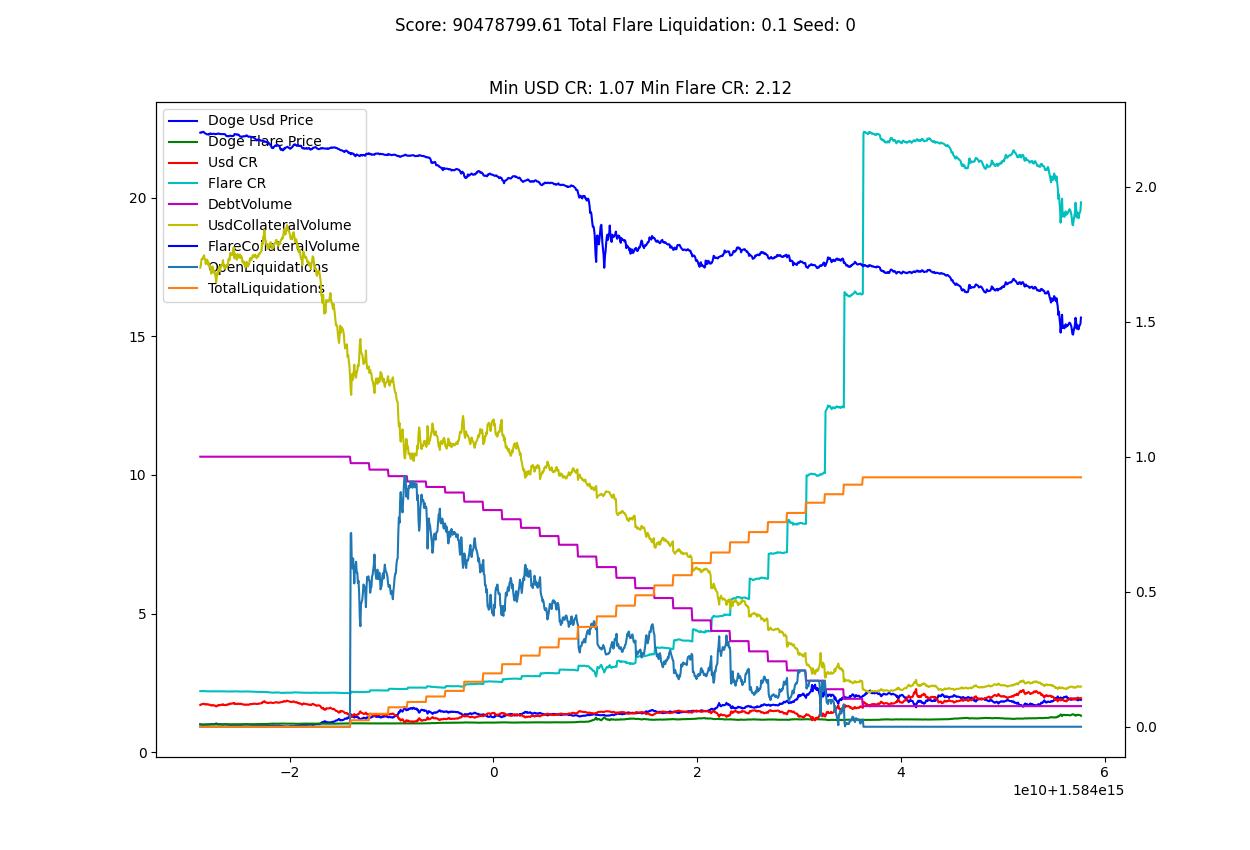 Score: 90478799.61 Total Flare Liquidation: 0.1 Seed: 0
Min USD CR: 1.07 Min Flare CR: 2.12
Doge Usd Price
Doge Flare Price
Usd CR
Flare CR
DebtVolume
UsdCollateralVolume
FlareCollateralVolume
OpenLiquidations
TotalLiquidations
20
15
10
5
0
2.0
1.5
1.0
0.5
0.0
−2
0
2
4
6
1e10+1.584e15